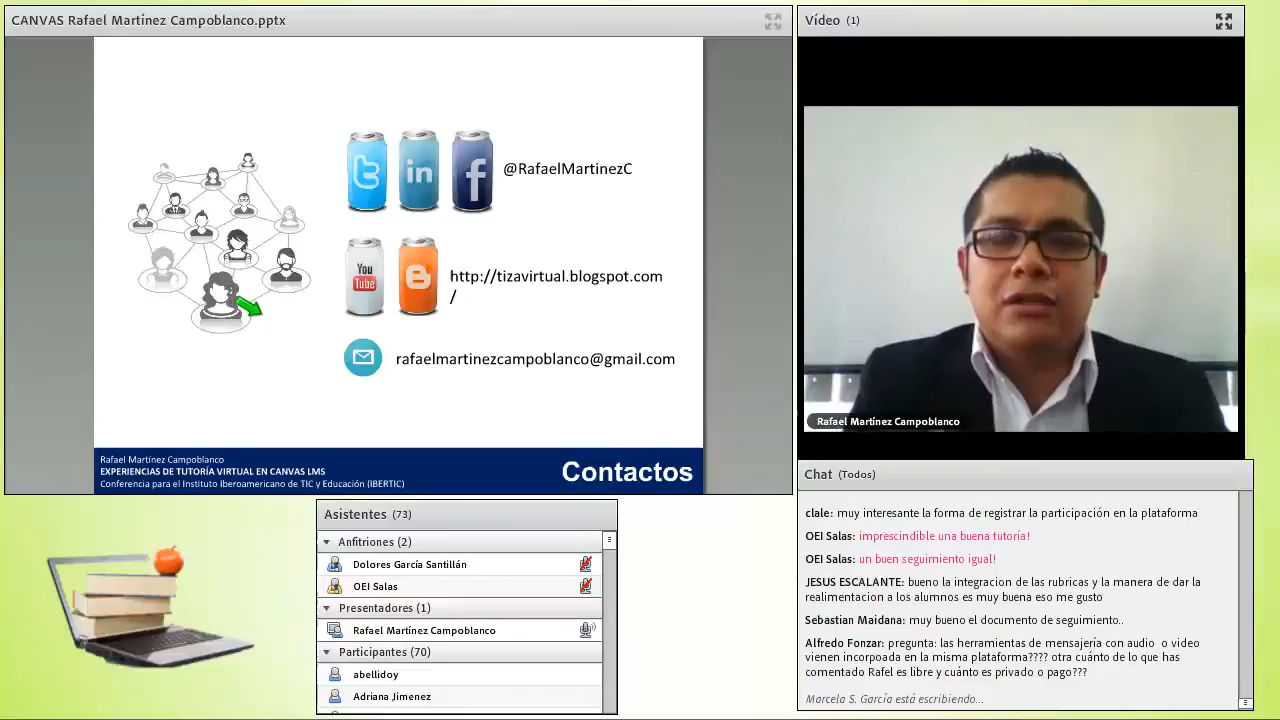 CANVAS Rafael Martínez Campoblanco.pptx
@RafaelMartinezC
You
Tube
http://tizavirtual.blogspot.com
/
rafaelmartinezcampoblanco@gmail.com
Rafael Martínez Campoblanco
EXPERIENCIAS DE TUTORÍA VIRTUAL EN CANVAS LMS
Conferencia para el Instituto Iberoamericano de TIC y Educación (IBERTIC)
Contactos
Vídeo (1)
Rafael Martínez Campoblanco
Asistentes (73)
Anfitriones (2)
Dolores García Santillán
OEI Salas
Presentadores (1)
Rafael Martínez Campoblanco
Participantes (70)
abellidoy
Adriana Jimenez
Chat (Todos)
clale: muy interesante la forma de registrar la participación en la plataforma
OEI Salas: imprescindible una buena tutoría!
OEI Salas: un buen seguimiento igual!
JESUS ESCALANTE: bueno la integracion de las rubricas y la manera de dar la
realimentacion a los alumnos es muy buena eso me gusto
Sebastian Maidana: muy bueno el documento de seguimiento..
Alfredo Fonzar: pregunta: las herramientas de mensajería con audio o video
vienen incorpoada en la misma plataforma???? otra cuánto de lo que has
comentado Rafel es libre y cuánto es privado o pago???
Marcela S. García está escribiendo...